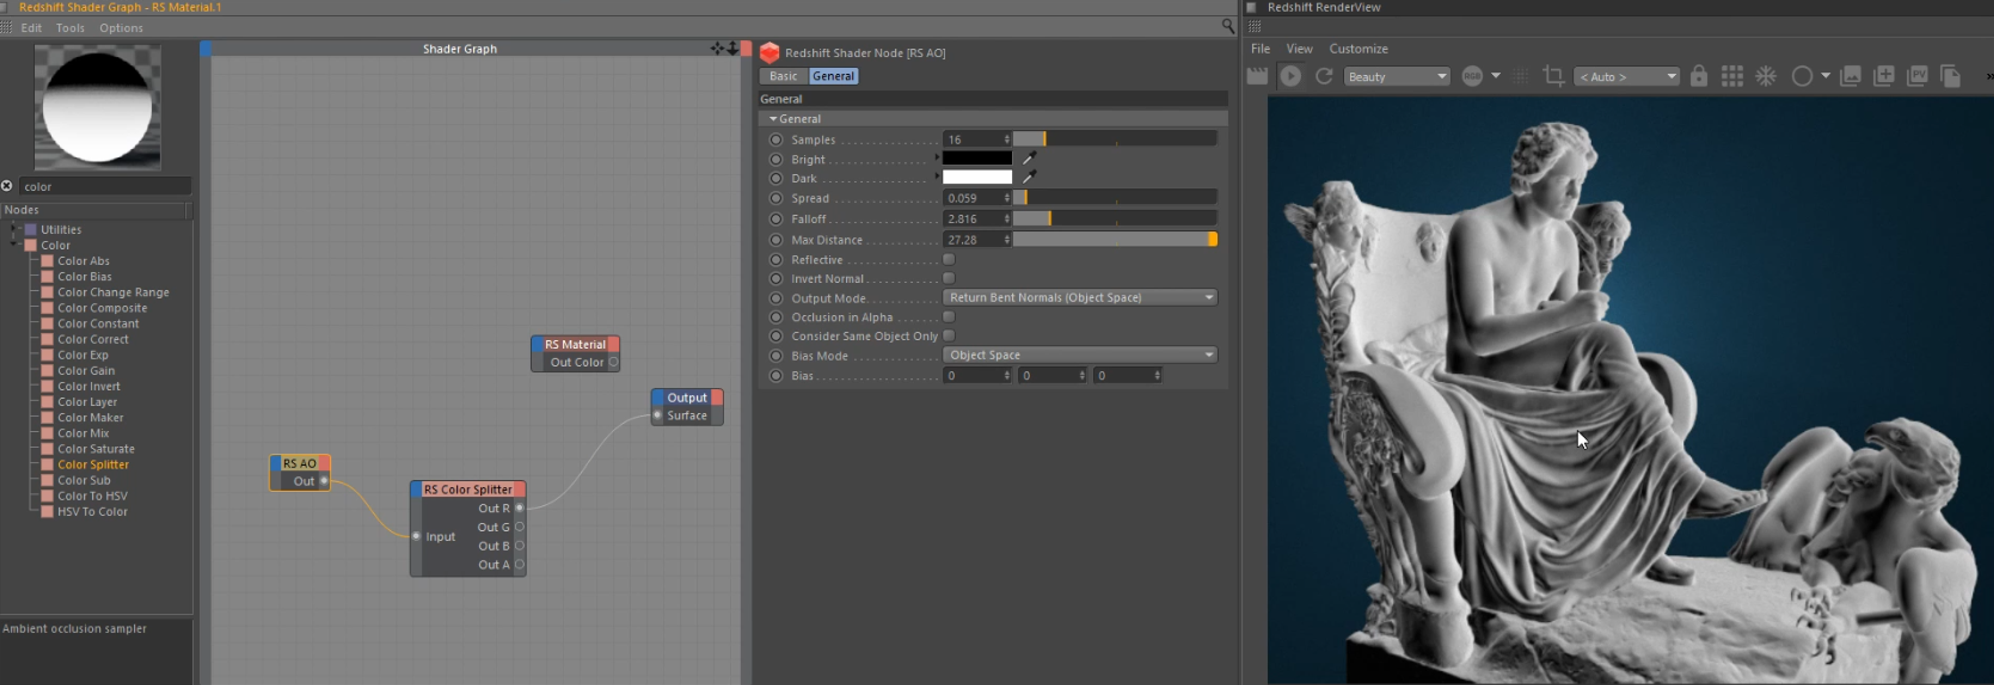 Redshift Shader Graph - RS Material.1
Edit Tools Options
color
Nodes
Utilities
Color
Color Abs
Color Bias
Color Change Range
Color Composite
Color Constant
Color Correct
Color Exp
Color Gain
Color Invert
Color Layer
Color Maker
Color Mix
Color Saturate
Color Splitter
Color Sub
Color To HSV
HSV To Color
Ambient occlusion sampler
Shader Graph
RS Material
Out Color
Output
Surface
RS AO
Out
RS Color Splitter
Out R
Out G
Input
Out B
Out A
Redshift Shader Node [RS AO]
Basic General
General
General
Samples 16
Bright
Dark
Spread 0.059
Falloff 2.816
Max Distance 27.28
Reflective
Invert Normal
Output Mode Return Bent Normals (Object Space)
Occlusion in Alpha
Consider Same Object Only
Bias Mode Object Space
Bias 0 0 0
Redshift RenderView
File View Customize
Beauty RGB < Auto > PV